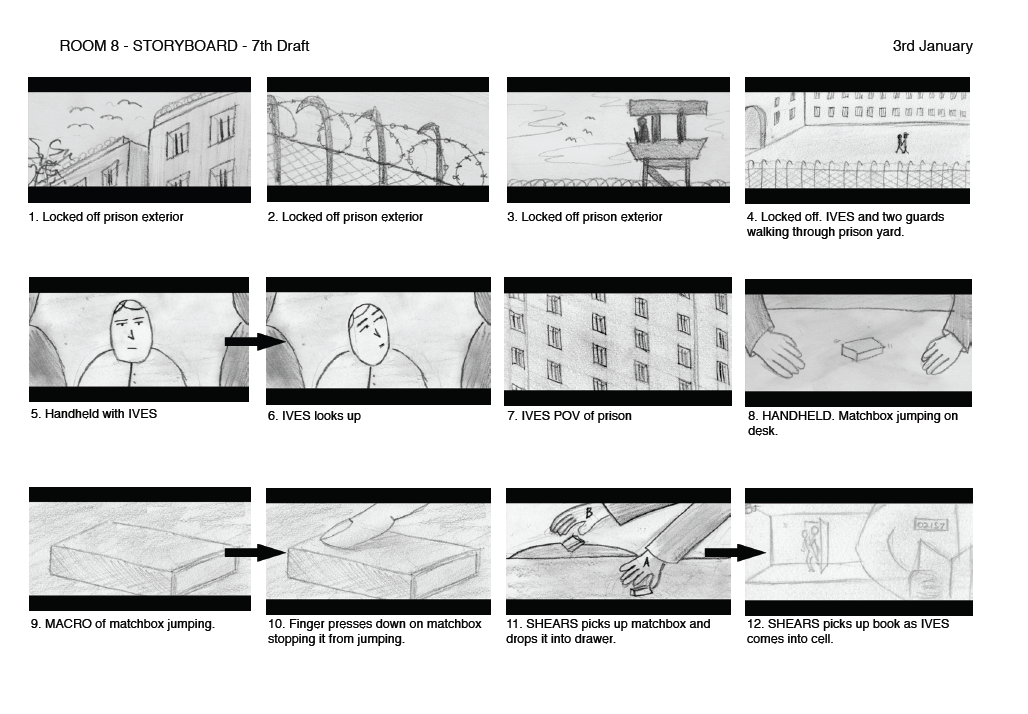 ROOM 8 - STORYBOARD - 7th Draft
3rd January
1. Locked off prison exterior
2. Locked off prison exterior
3. Locked off prison exterior
4. Locked off. IVES and two guards
walking through prison yard.
5. Handheld with IVES
6. IVES looks up
7. IVES POV of prison
8. HANDHELD. Matchbox jumping on
desk.
B
A
9. MACRO of matchbox jumping.
10. Finger presses down on matchbox
stopping it from jumping.
11. SHEARS picks up matchbox and
drops it into drawer.
12. SHEARS picks up book as IVES
comes into cell.